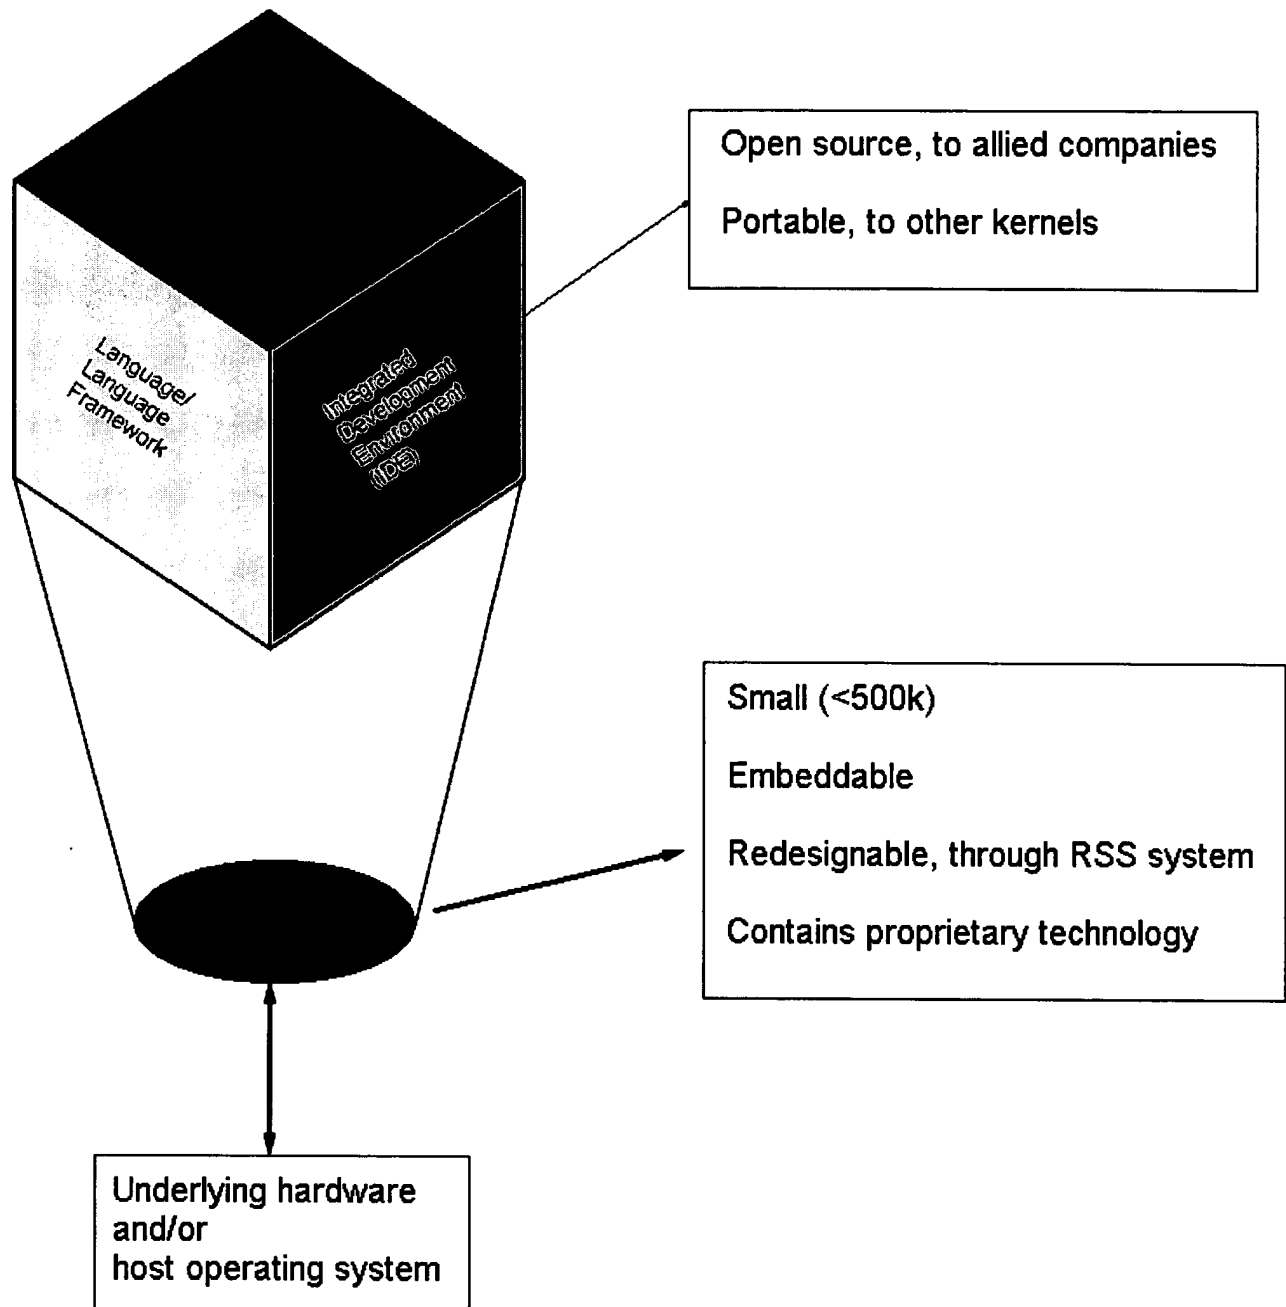 Open source, to allied companies
Portable, to other kernels
Language/
Language
Framework
Integrated
Development
Environment
(IDE)
Small (<500k)
Embeddable
Redesignable, through RSS system
Contains proprietary technology
Underlying hardware
and/or
host operating system